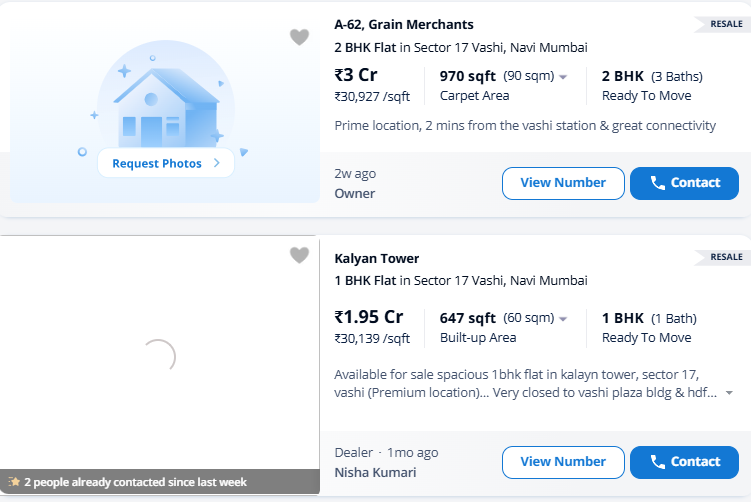 A-62, Grain Merchants
RESALE
2 BHK Flat in Sector 17 Vashi, Navi Mumbai
₹3 Cr
970 sqft (90 sqm)
2 BHK (3 Baths)
₹30,927 /sqft
Carpet Area
Ready To Move
Prime location, 2 mins from the vashi station & great connectivity
Request Photos
2w ago
Owner
View Number
Contact
Kalyan Tower
RESALE
1 BHK Flat in Sector 17 Vashi, Navi Mumbai
₹1.95 Cr
647 sqft (60 sqm)
1 BHK (1 Bath)
₹30,139 /sqft
Built-up Area
Ready To Move
Available for sale spacious 1bhk flat in kalayn tower, sector 17,
vashi (Premium location)... Very closed to vashi plaza bldg & hdf...
2 people already contacted since last week
Dealer · 1mo ago
Nisha Kumari
View Number
Contact